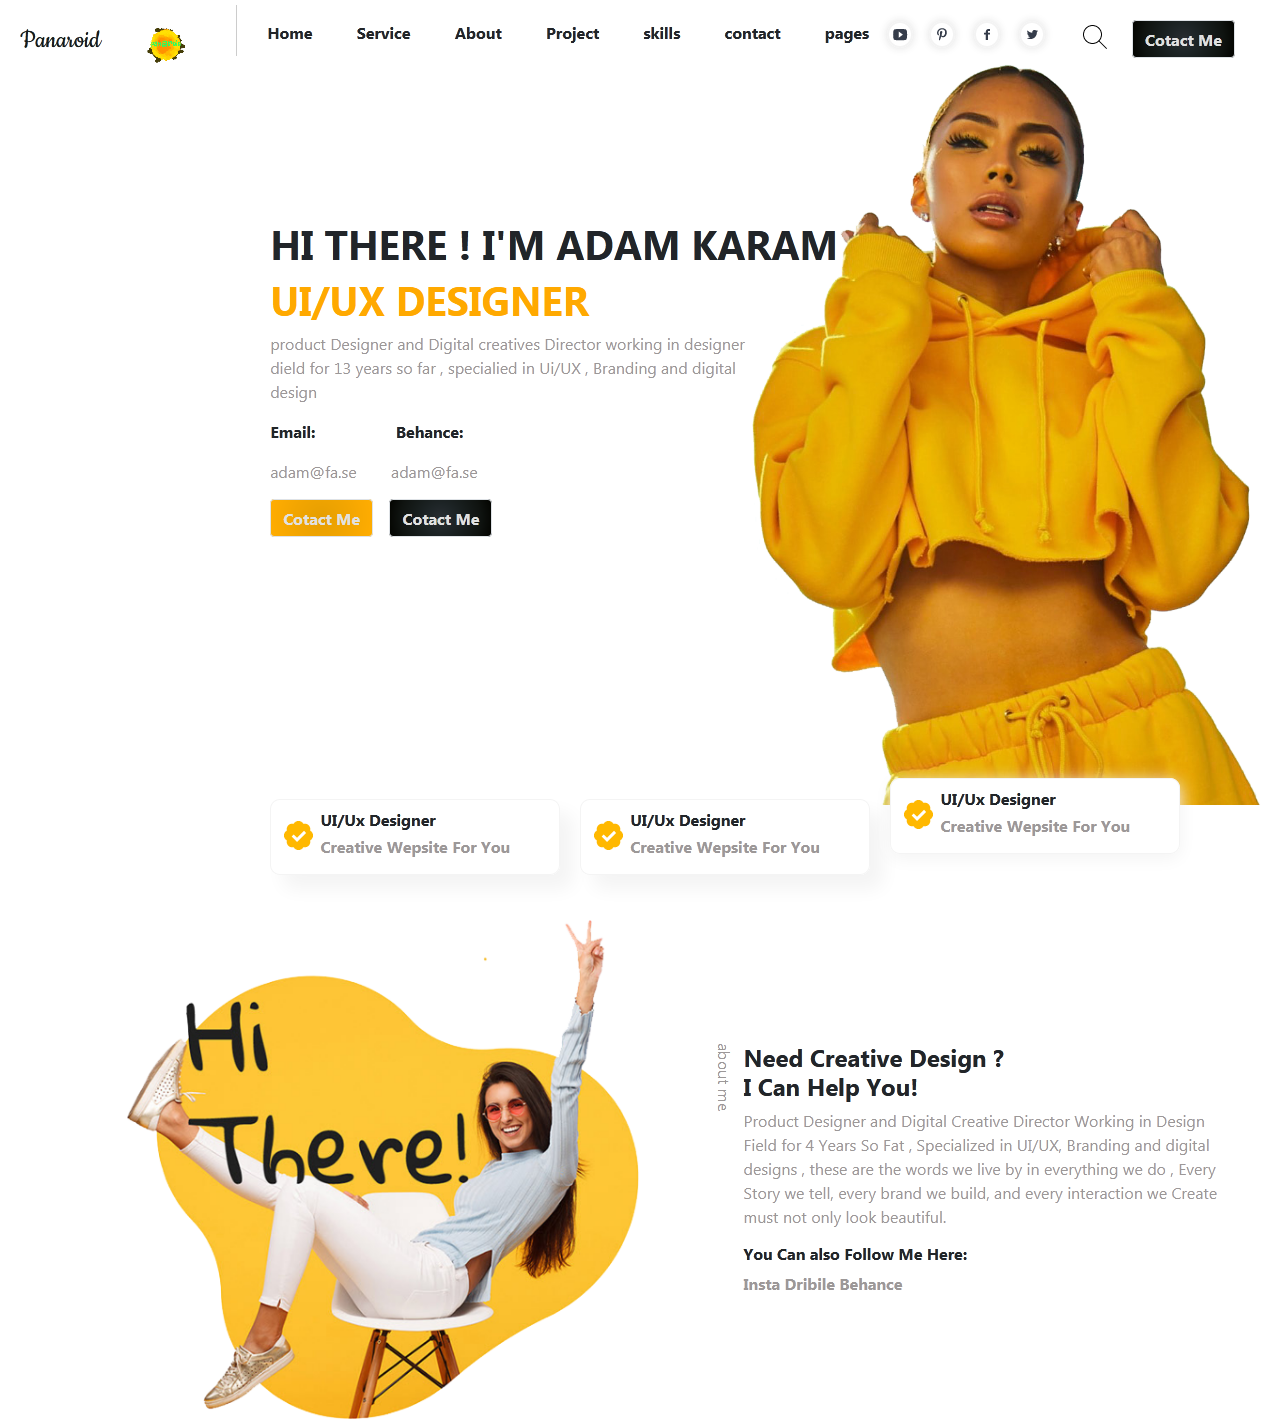 Panaroid
Home Service About Project skills contact pages
Cotact Me
HI THERE ! I'M ADAM KARAM
UI/UX DESIGNER
product Designer and Digital creatives Director working in designer
dield for 13 years so far , specialied in Ui/UX , Branding and digital
design
Email: Behance:
adam@fa.se adam@fa.se
Cotact Me Cotact Me
UI/Ux Designer
Creative Wepsite For You
UI/Ux Designer
Creative Wepsite For You
UI/Ux Designer
Creative Wepsite For You
Hi
There!
about me
Need Creative Design ?
I Can Help You!
Product Designer and Digital Creative Director Working in Design
Field for 4 Years So Fat , Specialized in UI/UX, Branding and digital
designs , these are the words we live by in everything we do , Every
Story we tell, every brand we build, and every interaction we Create
must not only look beautiful.
You Can also Follow Me Here:
Insta Dribile Behance